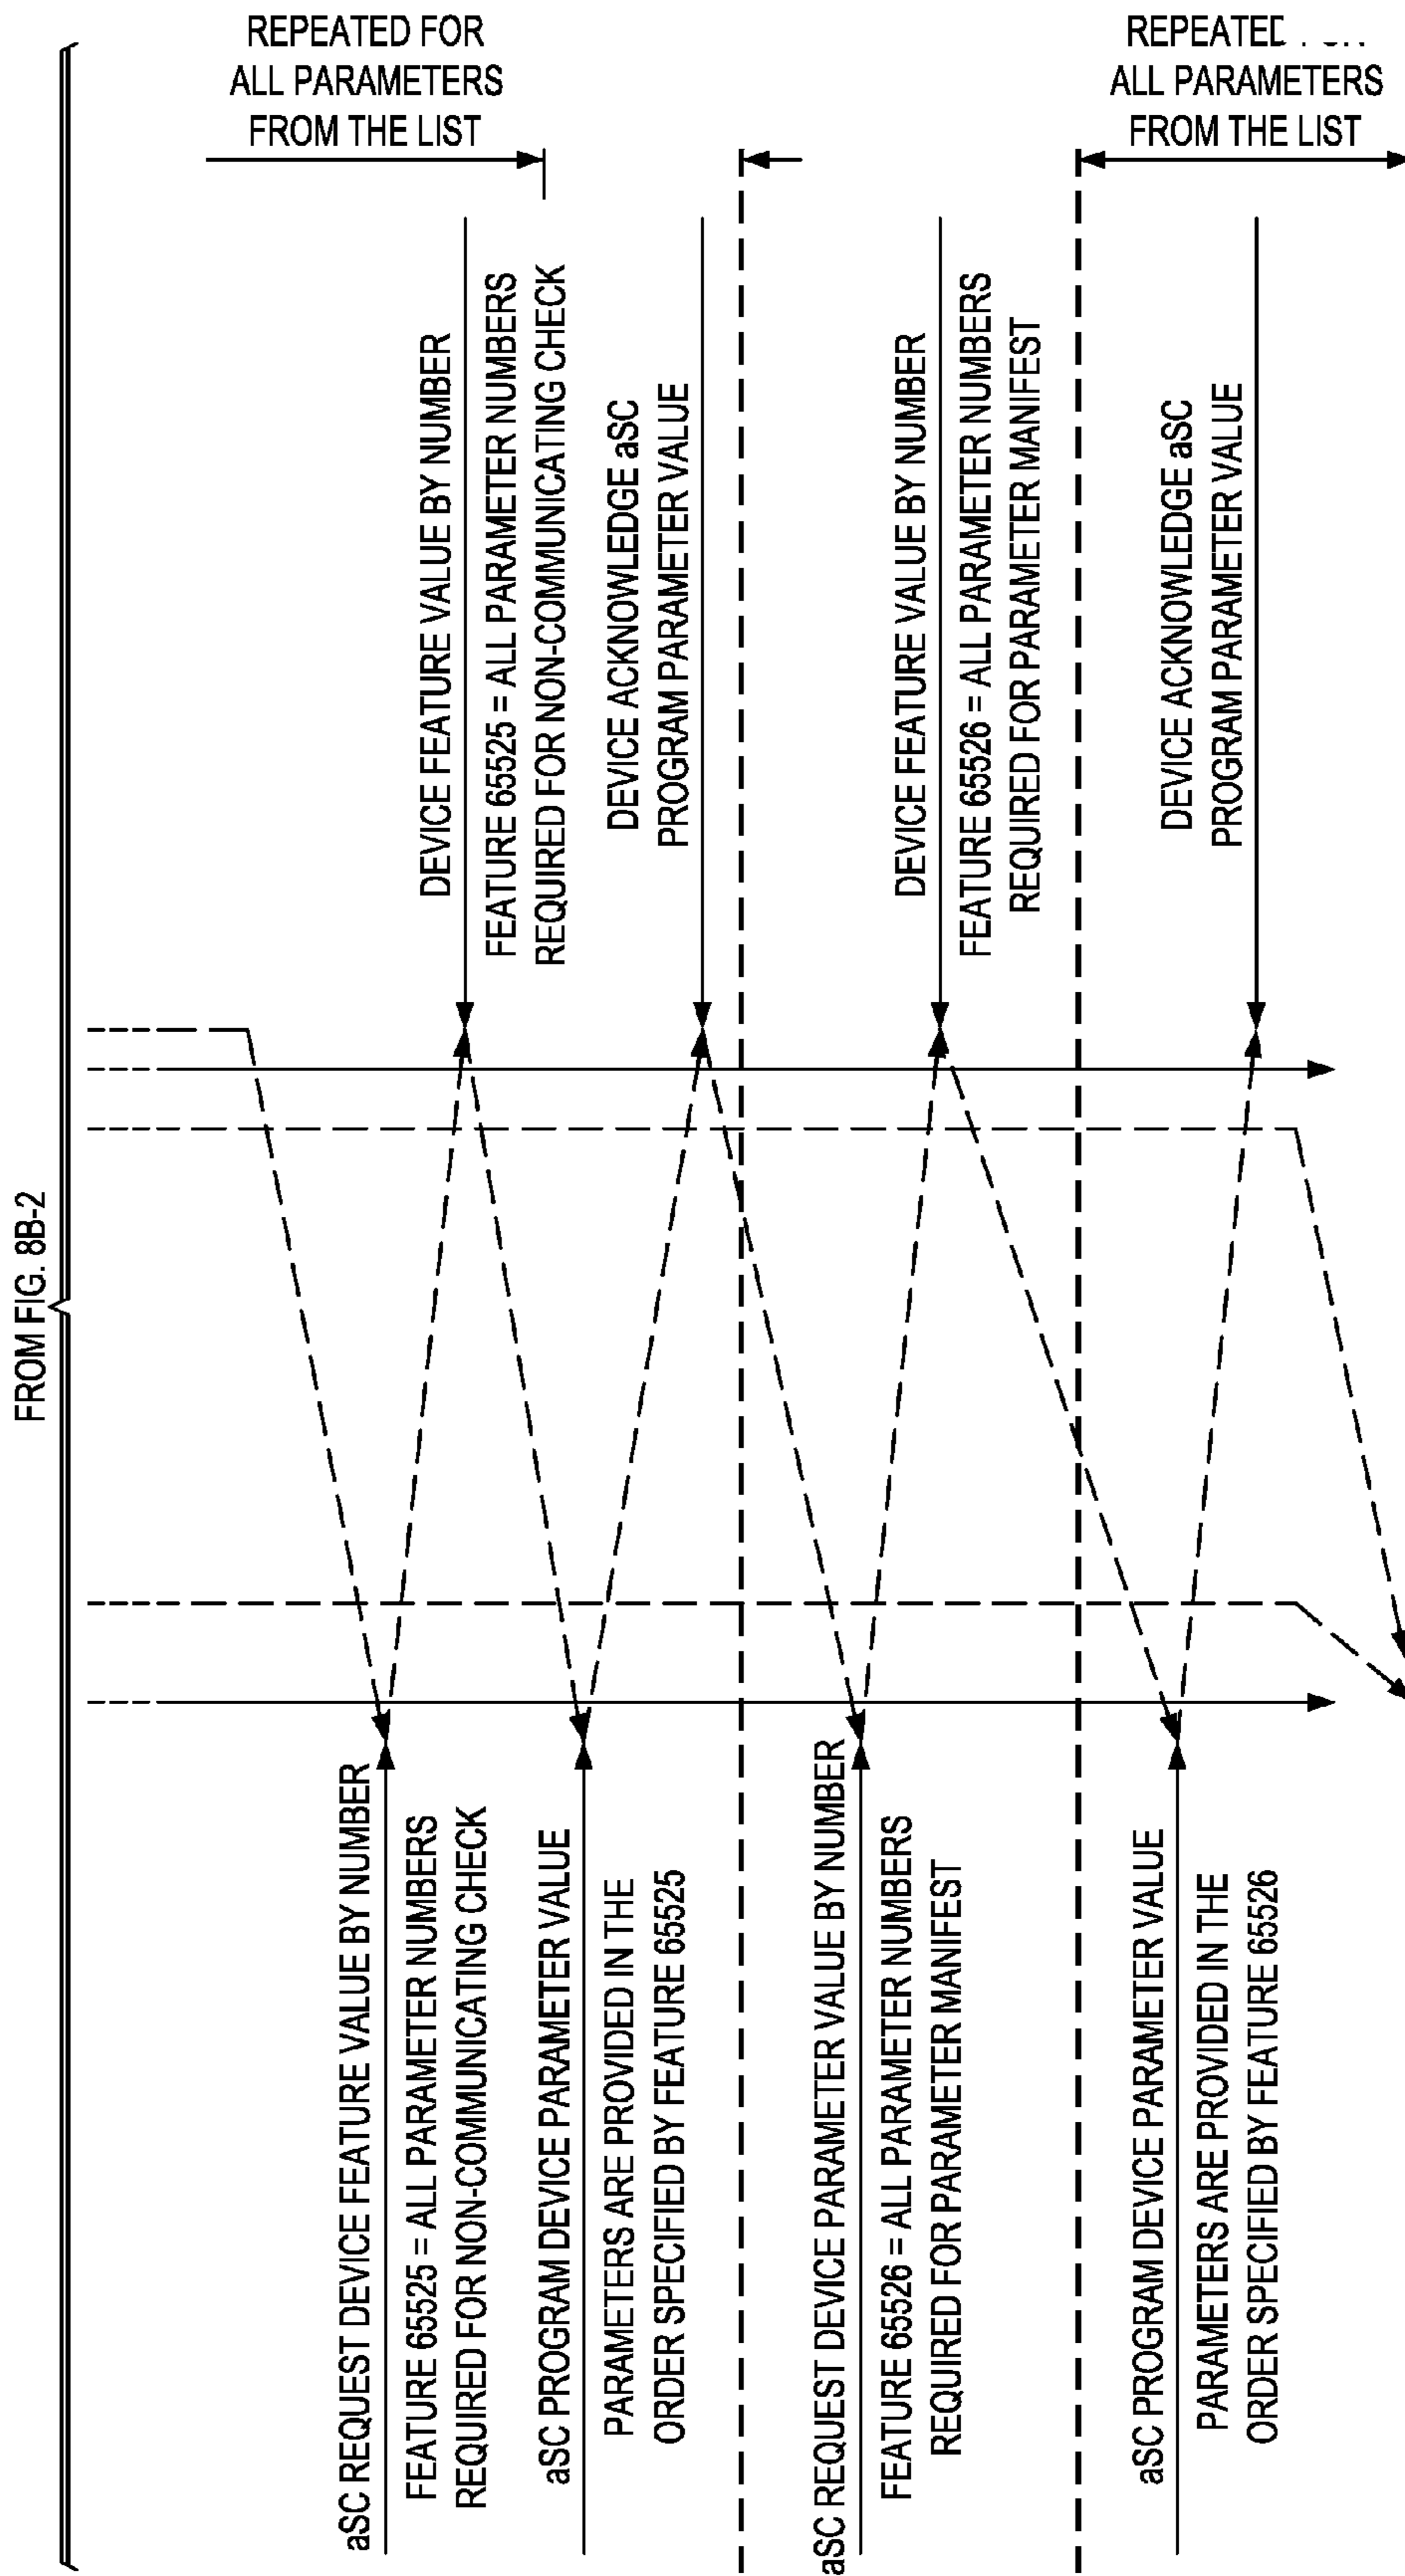 FROM FIG. 8B-2
REPEATED FOR
ALL PARAMETERS
FROM THE LIST
REPEATED
ALL PARAMETERS
FROM THE LIST
DEVICE FEATURE VALUE BY NUMBER
FEATURE 65525 = ALL PARAMETER NUMBERS
REQUIRED FOR NON-COMMUNICATING CHECK
DEVICE ACKNOWLEDGE aSC
PROGRAM PARAMETER VALUE
DEVICE FEATURE VALUE BY NUMBER
FEATURE 65526 = ALL PARAMETER NUMBERS
REQUIRED FOR PARAMETER MANIFEST
DEVICE ACKNOWLEDGE aSC
PROGRAM PARAMETER VALUE
aSC REQUEST DEVICE FEATURE VALUE BY NUMBER
FEATURE 65525 = ALL PARAMETER NUMBERS
REQUIRED FOR NON-COMMUNICATING CHECK
aSC PROGRAM DEVICE PARAMETER VALUE
PARAMETERS ARE PROVIDED IN THE
ORDER SPECIFIED BY FEATURE 65525
aSC REQUEST DEVICE PARAMETER VALUE BY NUMBER
FEATURE 65526 = ALL PARAMETER NUMBERS
REQUIRED FOR PARAMETER MANIFEST
aSC PROGRAM DEVICE PARAMETER VALUE
PARAMETERS ARE PROVIDED IN THE
ORDER SPECIFIED BY FEATURE 65526